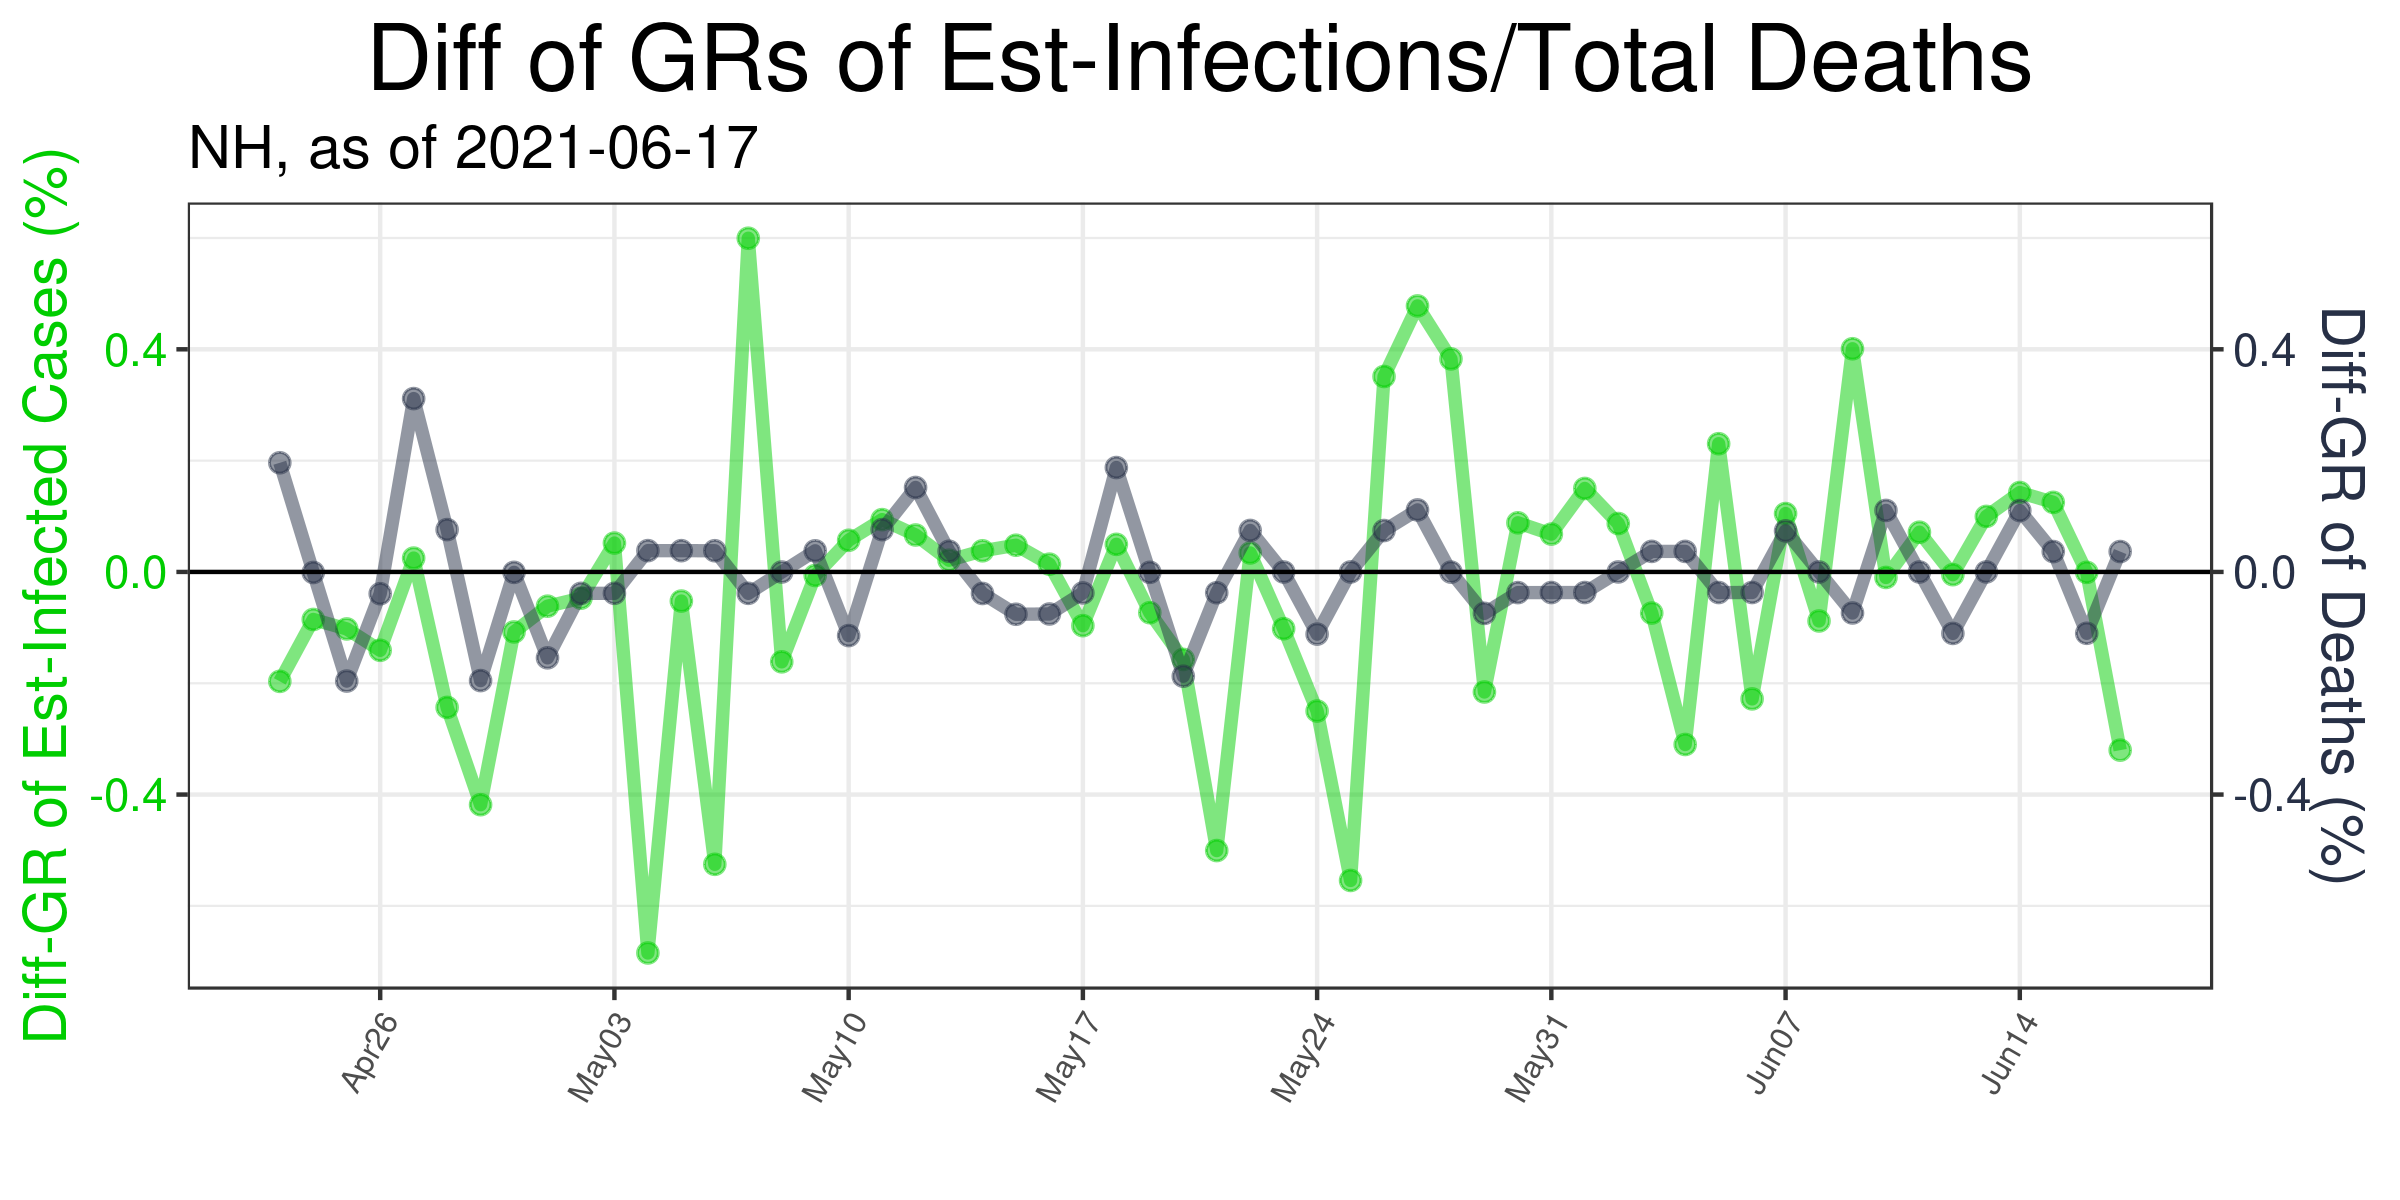 Diff of GRs of Est-Infections/Total Deaths
NH, as of 2021-06-17
Diff-GR of Est-Infected Cases (%)
0.4
0.0
-0.4
0.4
0.0
-0.4
Diff-GR of Deaths (%)
Apr26
May03
May10
May17
May24
May31
Jun07
Jun14